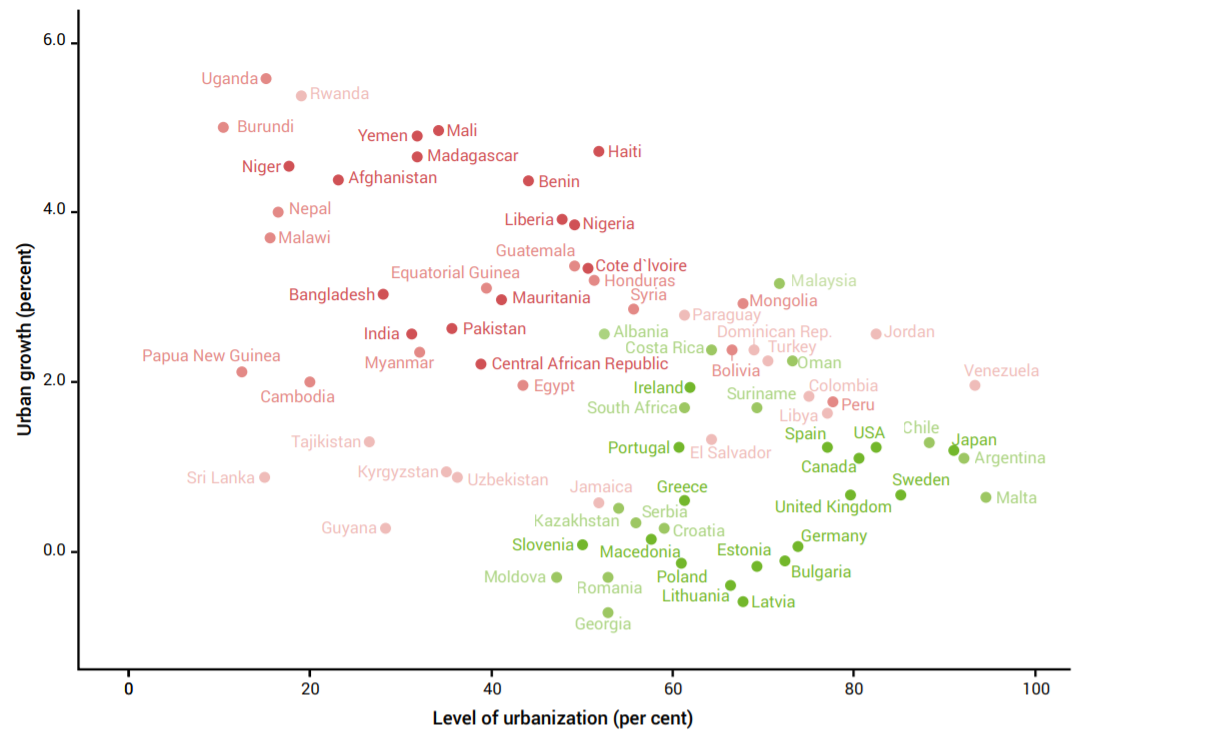 6.0
Uganda
Rwanda
Burundi
Yemen
Mali
Madagascar
Haiti
Niger
Afghanistan
Benin
4.0
Nepal
Liberia
Nigeria
Malawi
Guatemala
Cote d`lvoire
Equatorial Guinea
Honduras
Malaysia
Bangladesh
Mauritania
Syria
Mongolia
Paraguay
India
Pakistan
Albania
Dominican Rep.
Jordan
Costa Rica
Turkey
Papua New Guinea
Myanmar
Central African Republic
Bolivia
Oman
Venezuela
2.0
Cambodia
Egypt
Ireland
Suriname
Colombia
South Africa
Libya
Peru
Tajikistan
Portugal
El Salvador
Spain
USA
Chile
Japan
Sri Lanka
Kyrgyzstan
Uzbekistan
Canada
Argentina
Jamaica
Greece
Sweden
Malta
Guyana
Kazakhstan
Serbia
Croatia
United Kingdom
0.0
Slovenia
Macedonia
Estonia
Germany
Moldova
Romania
Poland
Bulgaria
Lithuania
Latvia
Georgia
Urban growth (percent)
0
20
40
60
80
100
Level of urbanization (per cent)